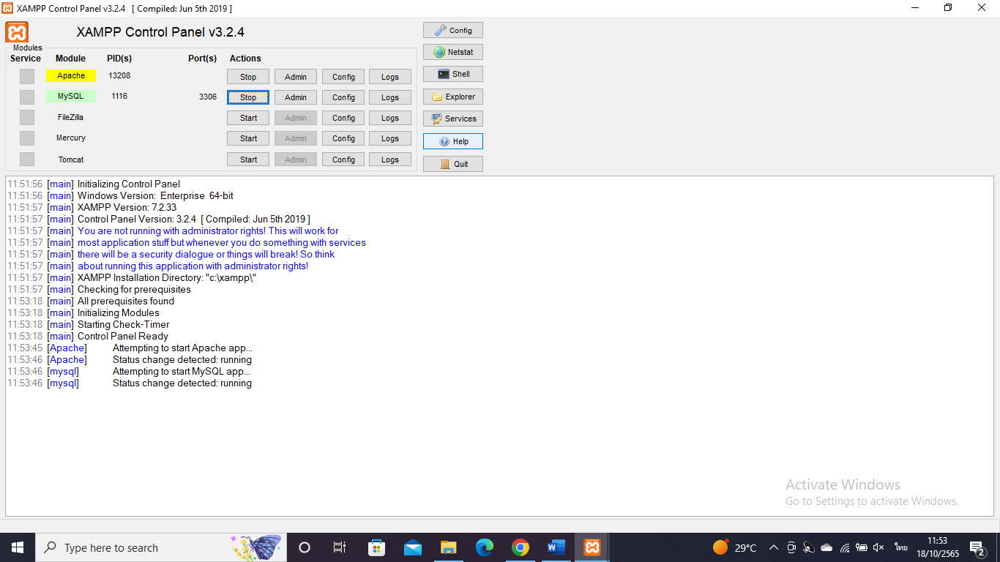 XAMPP Control Panel v3.2.4 [ Compiled: Jun 5th 2019 ]
XAMPP Control Panel v3.2.4
Config
Modules
Service Module PID(s) Port(s) Actions
Netstat
Apache 13208 Stop Admin Config Logs
Shell
MySQL 1116 3306 Stop Admin Config Logs
Explorer
FileZilla Start Admin Config Logs
Services
Mercury Start Admin Config Logs
Help
Tomcat Start Admin Config Logs
Quit
11:51:56 [main] Initializing Control Panel
11:51:56 [main] Windows Version: Enterprise 64-bit
11:51:57 [main] XAMPP Version: 7.2.33
11:51:57 [main] Control Panel Version: 3.2.4 [ Compiled: Jun 5th 2019 ]
11:51:57 [main] You are not running with administrator rights! This will work for
11:51:57 [main] most application stuff but whenever you do something with services
11:51:57 [main] there will be a security dialogue or things will break! So think
11:51:57 [main] about running this application with administrator rights!
11:51:57 [main] XAMPP Installation Directory: "c:\xampp\"
11:51:57 [main] Checking for prerequisites
11:53:18 [main] All prerequisites found
11:53:18 [main] Initializing Modules
11:53:18 [main] Starting Check-Timer
11:53:18 [main] Control Panel Ready
11:53:45 [Apache] Attempting to start Apache app...
11:53:46 [Apache] Status change detected: running
11:53:46 [mysql] Attempting to start MySQL app...
11:53:46 [mysql] Status change detected: running
Activate Windows
Go to Settings to activate Windows.
Type here to search
29°C
ไทย
11:53
18/10/2565
2